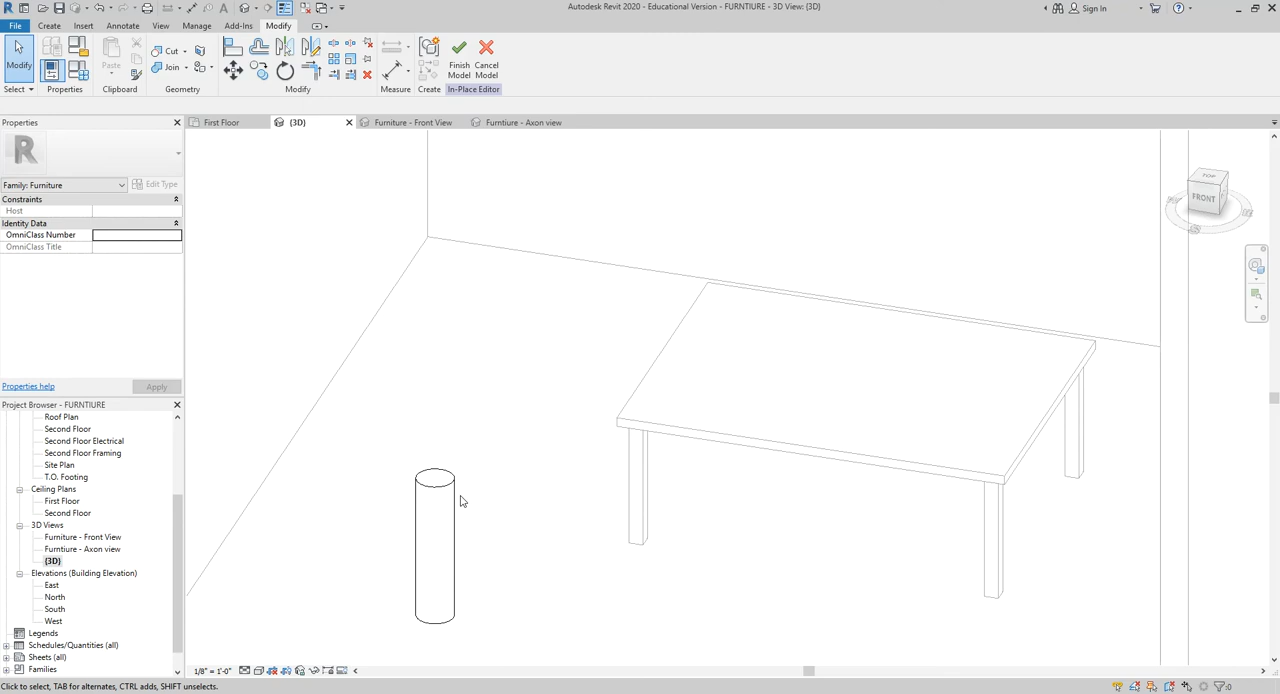 Autodesk Revit 2020 - Educational Version - FURNTIURE - 3D View: {3D}
Sign In
File Create Insert Annotate View Manage Add-Ins Modify
Modify
Paste
Cut
Join
Finish Model
Cancel Model
Select Properties Clipboard Geometry Modify Measure Create In-Place Editor
Properties
First Floor
{3D}
Furniture - Front View
Furntiure - Axon view
R
Family: Furniture
Edit Type
Constraints
Host
Identity Data
OmniClass Number
OmniClass Title
TOP
FRONT
Properties help
Apply
Project Browser - FURNTIURE
Roof Plan
Second Floor
Second Floor Electrical
Second Floor Framing
Site Plan
T.O. Footing
Ceiling Plans
First Floor
Second Floor
3D Views
Furniture - Front View
Furntiure - Axon view
{3D}
Elevations (Building Elevation)
East
North
South
West
Legends
Schedules/Quantities (all)
Sheets (all)
Families
1/8" = 1'-0"
Click to select, TAB for alternates, CTRL adds, SHIFT unselects.
:0